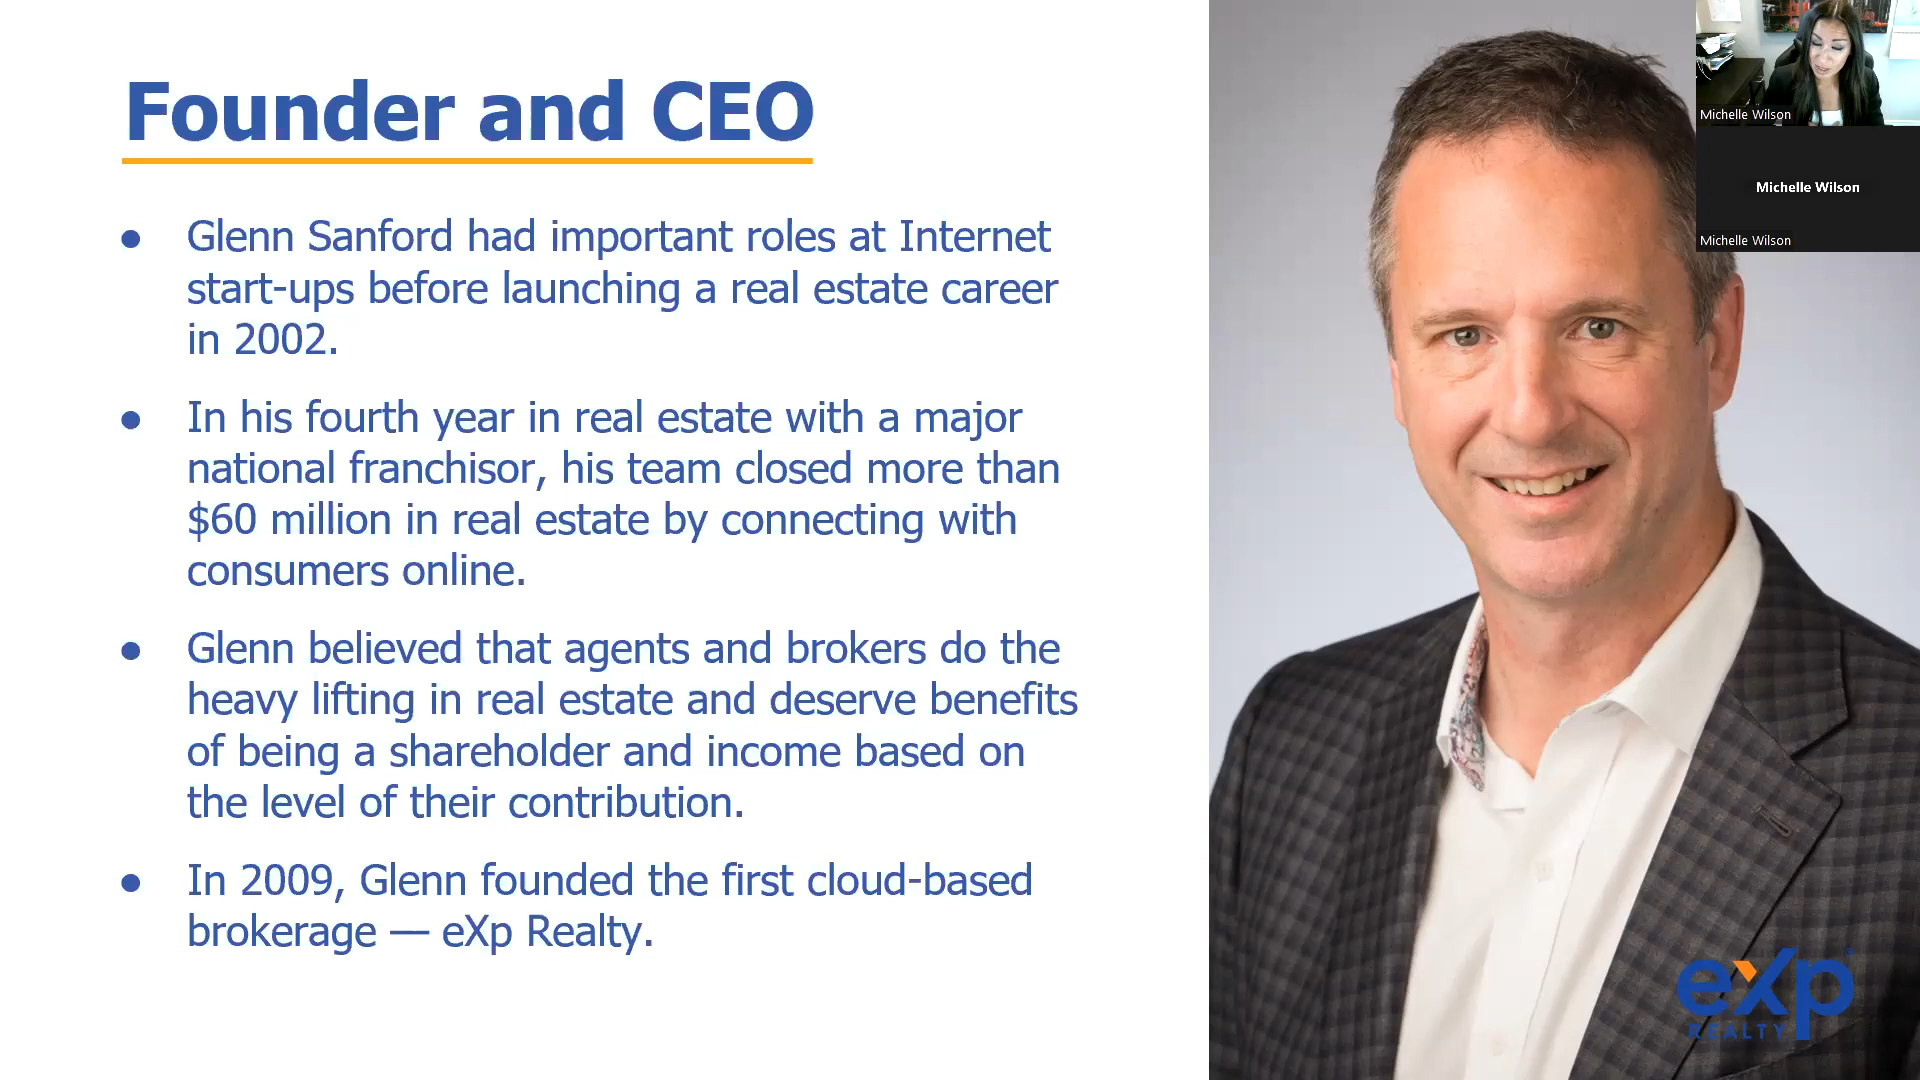 Founder and CEO
● Glenn Sanford had important roles at Internet
start-ups before launching a real estate career
in 2002.
● In his fourth year in real estate with a major
national franchisor, his team closed more than
$60 million in real estate by connecting with
consumers online.
● Glenn believed that agents and brokers do the
heavy lifting in real estate and deserve benefits
of being a shareholder and income based on
the level of their contribution.
● In 2009, Glenn founded the first cloud-based
brokerage — eXp Realty.
Michelle Wilson
Michelle Wilson
Michelle Wilson
eXp
REALTY